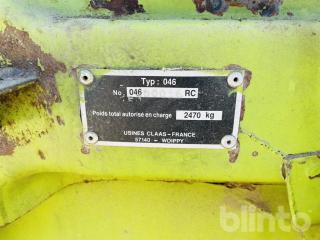 Typ: 046
No 046 RC
Poids total autorisé en charge 2470 kg
USINES CLAAS-FRANCE
57140 - WOIPPY
blinto